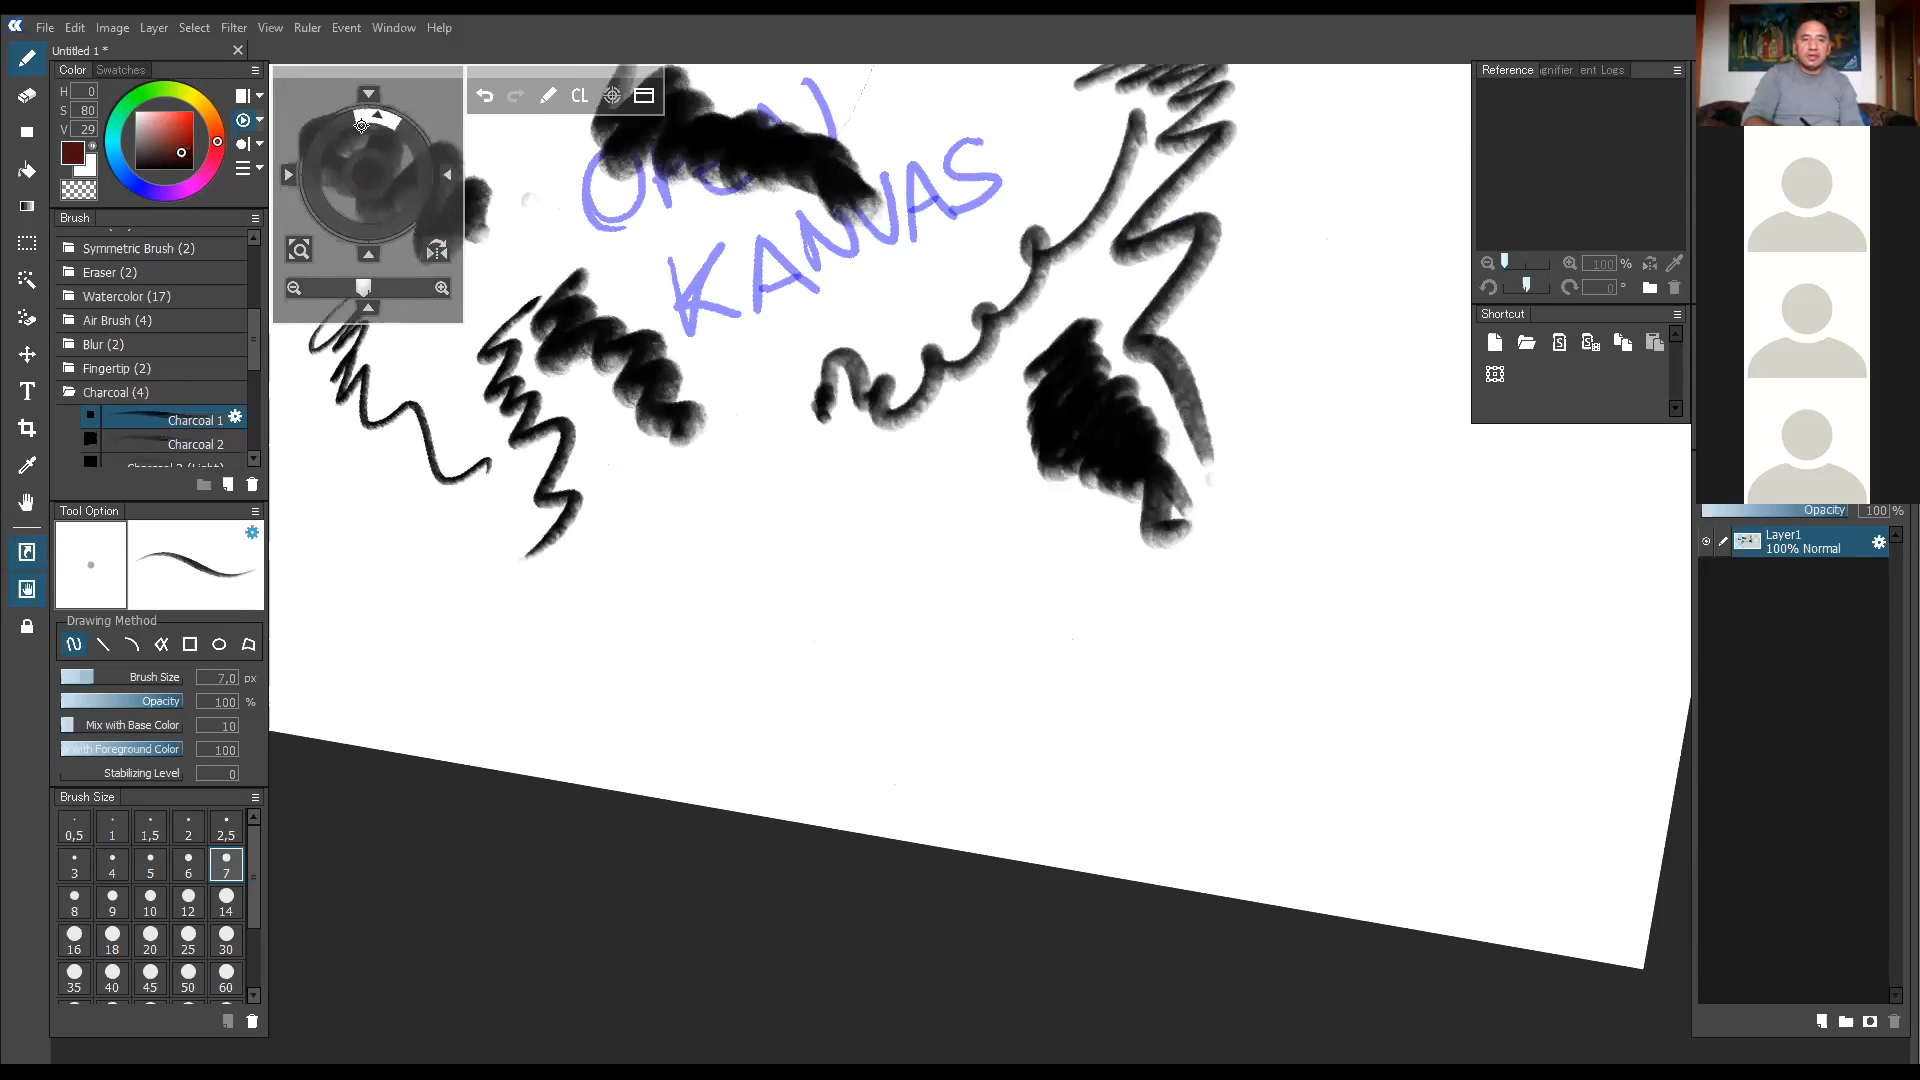 File Edit Image Layer Select Filter View Ruler Event Window Help
Untitled 1 *
Color Swatches
H 0
S 80
V 29
Brush
Symmetric Brush (2)
Eraser (2)
Watercolor (17)
Air Brush (4)
Blur (2)
Fingertip (2)
Charcoal (4)
Charcoal 1
Charcoal 2
Tool Option
Drawing Method
Brush Size 7,0 px
Opacity 100 %
Mix with Base Color 10
with Foreground Color 100
Stabilizing Level 0
Brush Size
0,5 1 1,5 2 2,5
3 4 5 6 7
8 9 10 12 14
16 18 20 25 30
35 40 45 50 60
CL
KANVAS
Reference gnifier ent Logs
100 %
0 °
Shortcut
Opacity 100 %
Layer1
100% Normal